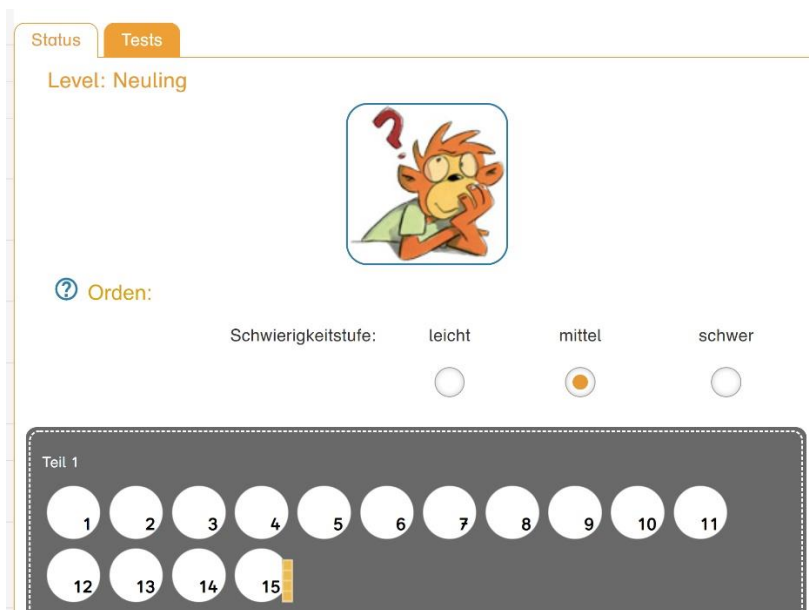 Status Tests
Level: Neuling
?
? Orden:
Schwierigkeitstufe: leicht mittel schwer
Teil 1
1 2 3 4 5 6 7 8 9 10 11
12 13 14 15